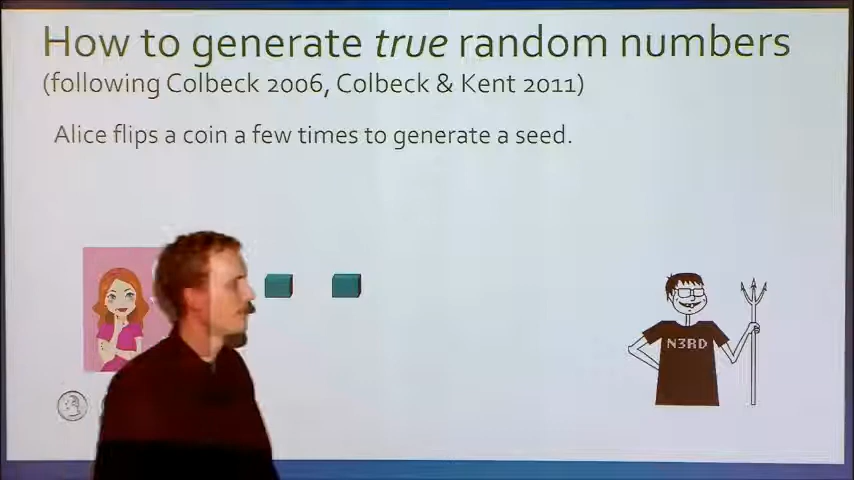 How to generate true random numbers
(following Colbeck 2006, Colbeck & Kent 2011)
Alice flips a coin a few times to generate a seed.
N3RD